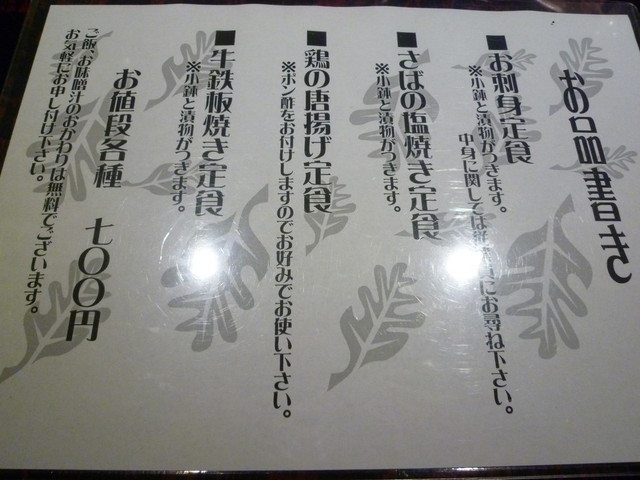 お品書き
■お刺身定食
※小鉢と漬物がつきます。
中身に関しては従業員にお尋ね下さい。
■さばの塩焼き定食
※小鉢と漬物がつきます。
■鶏の唐揚げ定食
※ポン酢をお付けしますのでお好みでお使い下さい。
■牛鉄板焼き定食
※小鉢と漬物がつきます。
お値段各種 七〇〇円
ご飯、お味噌汁のおかわりは無料でございます。
お気軽にお申し付け下さい。